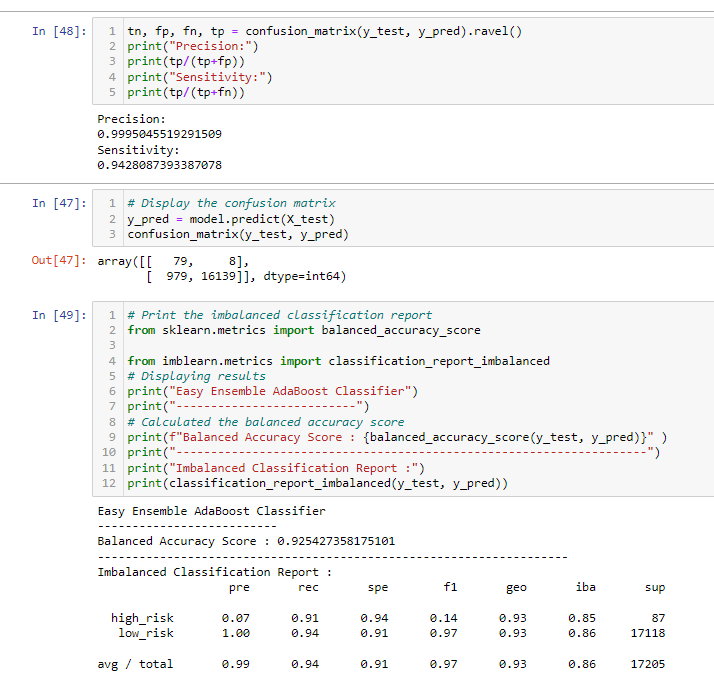 In [48]:
1 tn, fp, fn, tp = confusion_matrix(y_test, y_pred).ravel()
2 print("Precision:")
3 print(tp/(tp+fp))
4 print("Sensitivity:")
5 print(tp/(tp+fn))
Precision:
0.9995045519291509
Sensitivity:
0.9428087393387078
In [47]:
1 # Display the confusion matrix
2 y_pred = model.predict(X_test)
3 confusion_matrix(y_test, y_pred)
Out[47]: array([[   79,     8],
       [  979, 16139]], dtype=int64)
In [49]:
1 # Print the imbalanced classification report
2 from sklearn.metrics import balanced_accuracy_score
3
4 from imblearn.metrics import classification_report_imbalanced
5 # Displaying results
6 print("Easy Ensemble AdaBoost Classifier")
7 print("--------------------------")
8 # Calculated the balanced accuracy score
9 print(f"Balanced Accuracy Score : {balanced_accuracy_score(y_test, y_pred)}" )
10 print("--------------------------------------------------------------------")
11 print("Imbalanced Classification Report :")
12 print(classification_report_imbalanced(y_test, y_pred))
Easy Ensemble AdaBoost Classifier
--------------------------
Balanced Accuracy Score : 0.925427358175101
--------------------------------------------------------------------
Imbalanced Classification Report :
pre rec spe f1 geo iba sup
high_risk 0.07 0.91 0.94 0.14 0.93 0.85 87
low_risk 1.00 0.94 0.91 0.97 0.93 0.86 17118
avg / total 0.99 0.94 0.91 0.97 0.93 0.86 17205